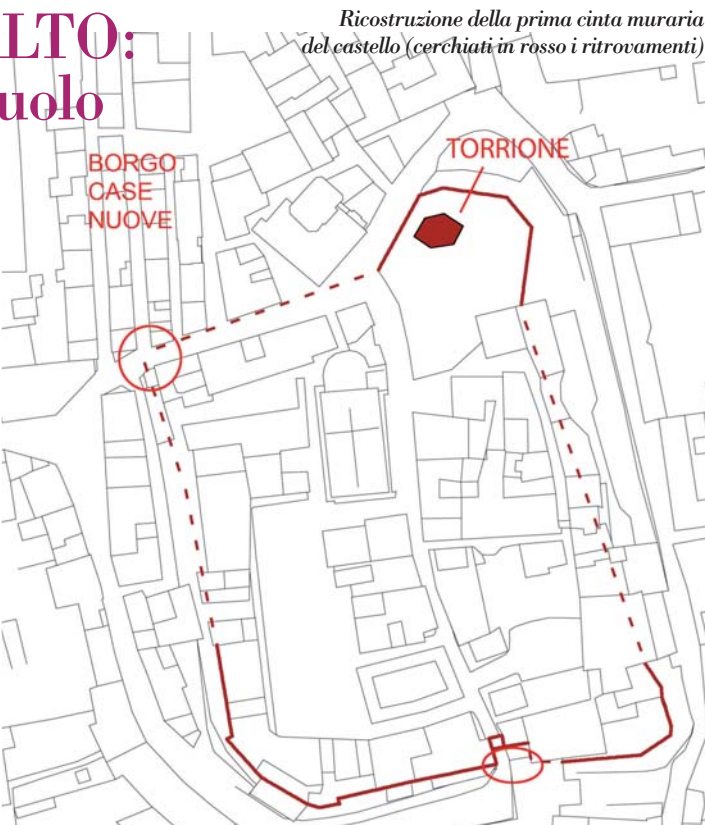 LTO:
uolo
Ricostruzione della prima cinta muraria
del castello (cerchiati in rosso i ritrovamenti)
TORRIONE
BORGO
CASE
NUOVE